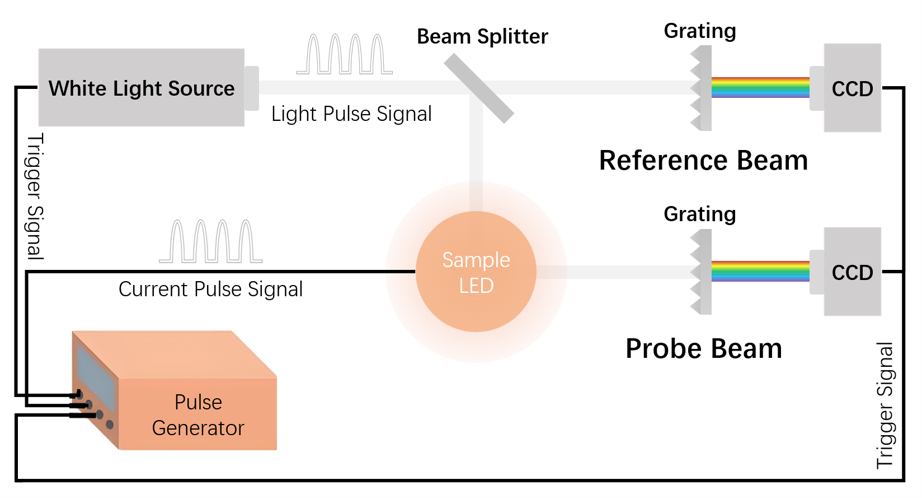 Beam Splitter
Grating
White Light Source
CCD
Light Pulse Signal
Reference Beam
Trigger Signal
Grating
Sample
LED
CCD
Current Pulse Signal
Probe Beam
Trigger Signal
Pulse
Generator